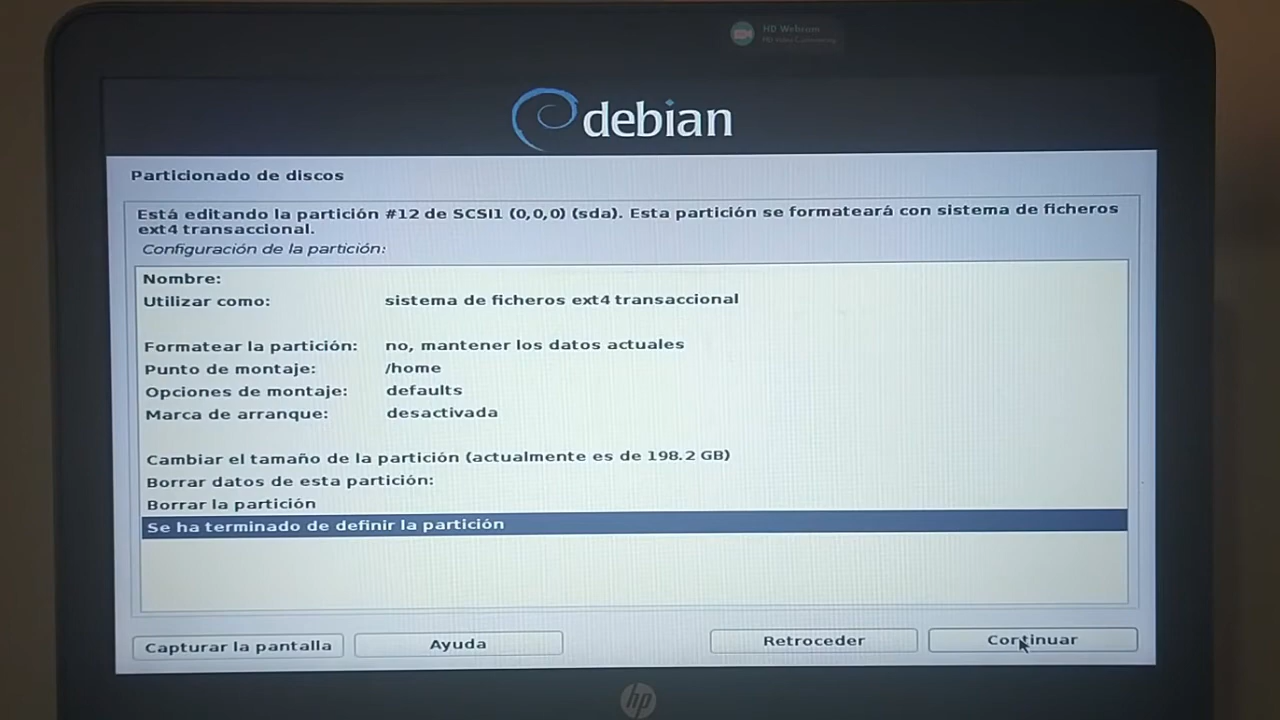 HD Webcam
debian
Particionado de discos
Está editando la partición #12 de SCSI1 (0,0,0) (sda). Esta partición se formateará con sistema de ficheros
ext4 transaccional.
Configuración de la partición:
Nombre:
Utilizar como: sistema de ficheros ext4 transaccional
Formatear la partición: no, mantener los datos actuales
Punto de montaje: /home
Opciones de montaje: defaults
Marca de arranque: desactivada
Cambiar el tamaño de la partición (actualmente es de 198.2 GB)
Borrar datos de esta partición:
Borrar la partición
Se ha terminado de definir la partición
Capturar la pantalla Ayuda Retroceder Continuar
hp